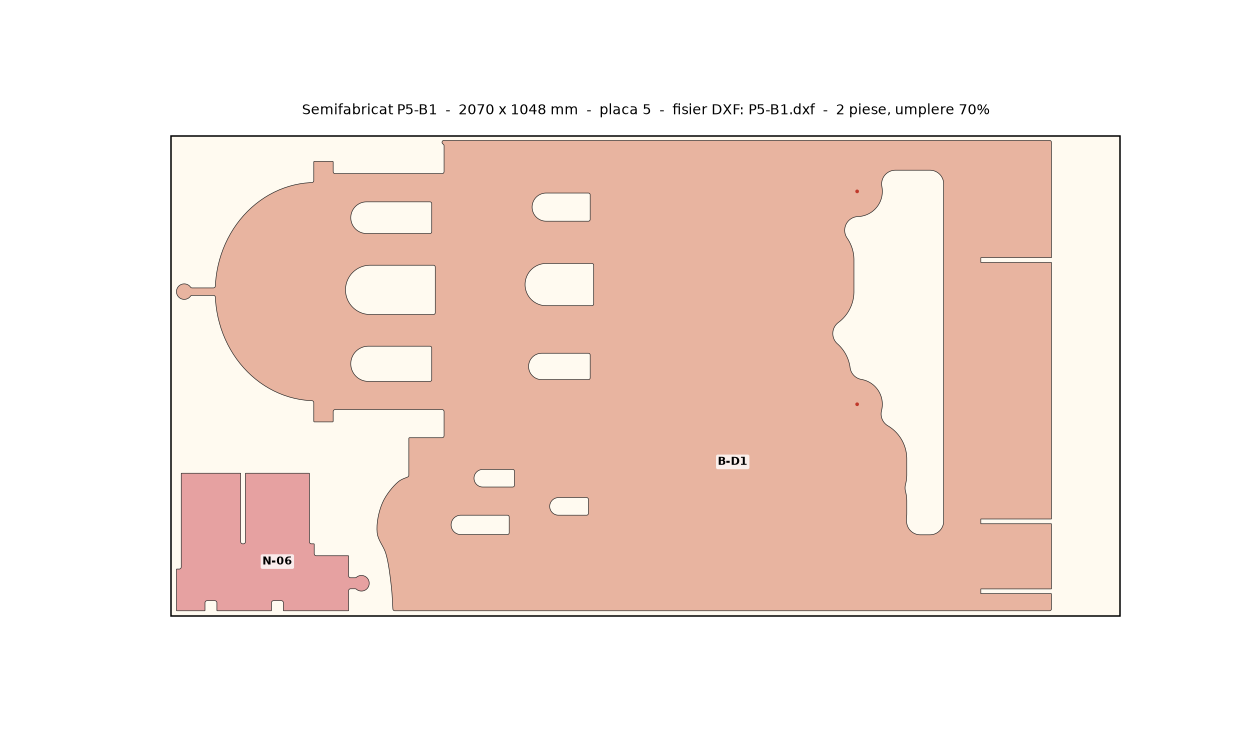 Semifabricat P5-B1 - 2070 x 1048 mm - placa 5 - fisier DXF: P5-B1.dxf - 2 piese, umplere 70%
B-D1
N-06